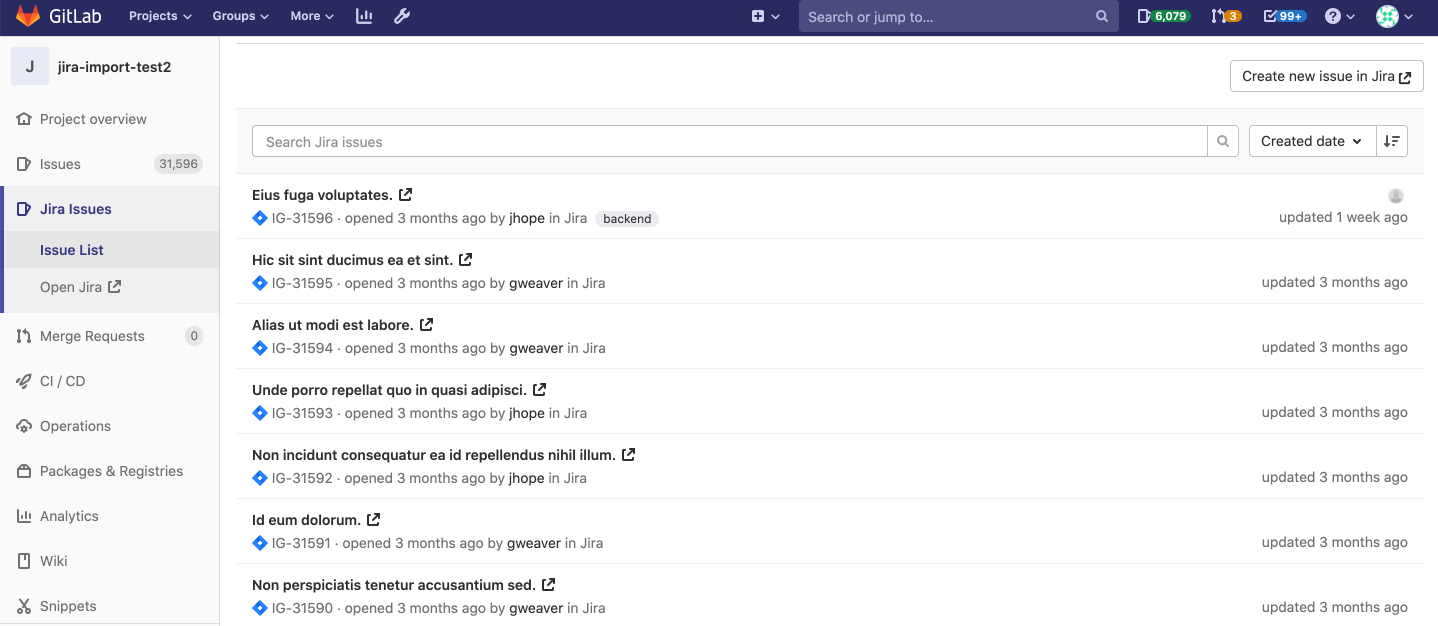 GitLab Projects Groups More Search or jump to... 6,079 3 99+
J jira-import-test2
Project overview
Issues 31,596
Jira Issues
Issue List
Open Jira
Merge Requests 0
CI / CD
Operations
Packages & Registries
Analytics
Wiki
Snippets
Create new issue in Jira
Search Jira issues Created date
Eius fuga voluptates.
IG-31596 · opened 3 months ago by jhope in Jira backend updated 1 week ago
Hic sit sint ducimus ea et sint.
IG-31595 · opened 3 months ago by gweaver in Jira updated 3 months ago
Alias ut modi est labore.
IG-31594 · opened 3 months ago by gweaver in Jira updated 3 months ago
Unde porro repellat quo in quasi adipisci.
IG-31593 · opened 3 months ago by jhope in Jira updated 3 months ago
Non incidunt consequatur ea id repellendus nihil illum.
IG-31592 · opened 3 months ago by jhope in Jira updated 3 months ago
Id eum dolorum.
IG-31591 · opened 3 months ago by gweaver in Jira updated 3 months ago
Non perspiciatis tenetur accusantium sed.
IG-31590 · opened 3 months ago by gweaver in Jira updated 3 months ago